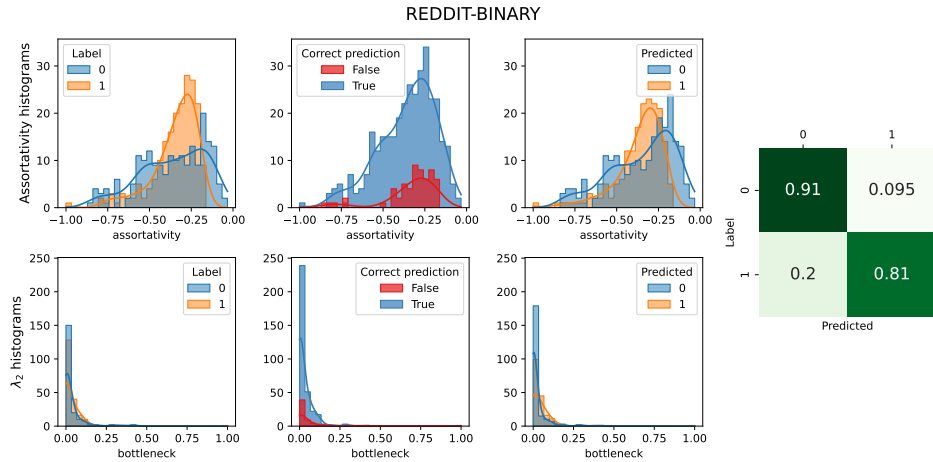 REDDIT-BINARY
Assortativity histograms
30
20
10
0
Label
0
1
−1.00 −0.75 −0.50 −0.25 0.00
assortativity
30
20
10
0
Correct prediction
False
True
−1.00 −0.75 −0.50 −0.25 0.00
assortativity
30
20
10
0
Predicted
0
1
−1.00 −0.75 −0.50 −0.25 0.00
assortativity
λ2 histograms
250
200
150
100
50
0
Label
0
1
0.00 0.25 0.50 0.75 1.00
bottleneck
250
200
150
100
50
0
Correct prediction
False
True
0.00 0.25 0.50 0.75 1.00
bottleneck
250
200
150
100
50
0
Predicted
0
1
0.00 0.25 0.50 0.75 1.00
bottleneck
0 1
Label
0
0.91 0.095
1
0.2 0.81
Predicted